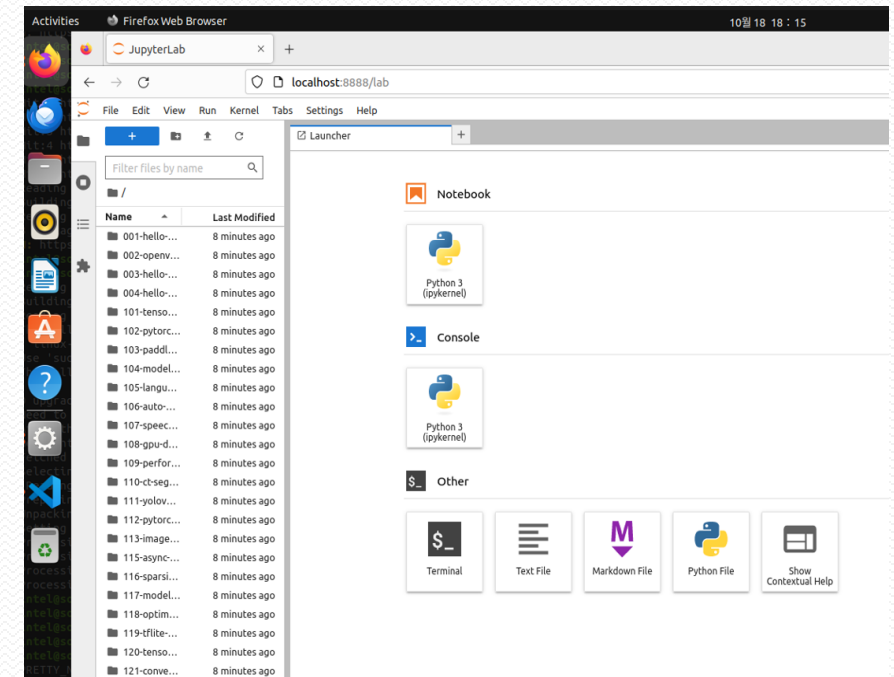 Activities Firefox Web Browser 10월 18 18 : 15
JupyterLab × +
localhost:8888/lab
File Edit View Run Kernel Tabs Settings Help
+
Launcher +
Filter files by name
/
Name Last Modified
001-hello-... 8 minutes ago
002-openv... 8 minutes ago
003-hello-... 8 minutes ago
004-hello-... 8 minutes ago
101-tenso... 8 minutes ago
102-pytorc... 8 minutes ago
103-paddl... 8 minutes ago
104-model... 8 minutes ago
105-langu... 8 minutes ago
106-auto-... 8 minutes ago
107-speec... 8 minutes ago
108-gpu-d... 8 minutes ago
109-perfor... 8 minutes ago
110-ct-seg... 8 minutes ago
111-yolov... 8 minutes ago
112-pytorc... 8 minutes ago
113-image... 8 minutes ago
115-async-... 8 minutes ago
116-sparsi... 8 minutes ago
117-model... 8 minutes ago
118-optim... 8 minutes ago
119-tflite-... 8 minutes ago
120-tenso... 8 minutes ago
121-conve... 8 minutes ago
Notebook
Python 3
(ipykernel)
Console
Python 3
(ipykernel)
$_ Other
$_
Terminal
Text File
M
Markdown File
Python File
Show
Contextual Help